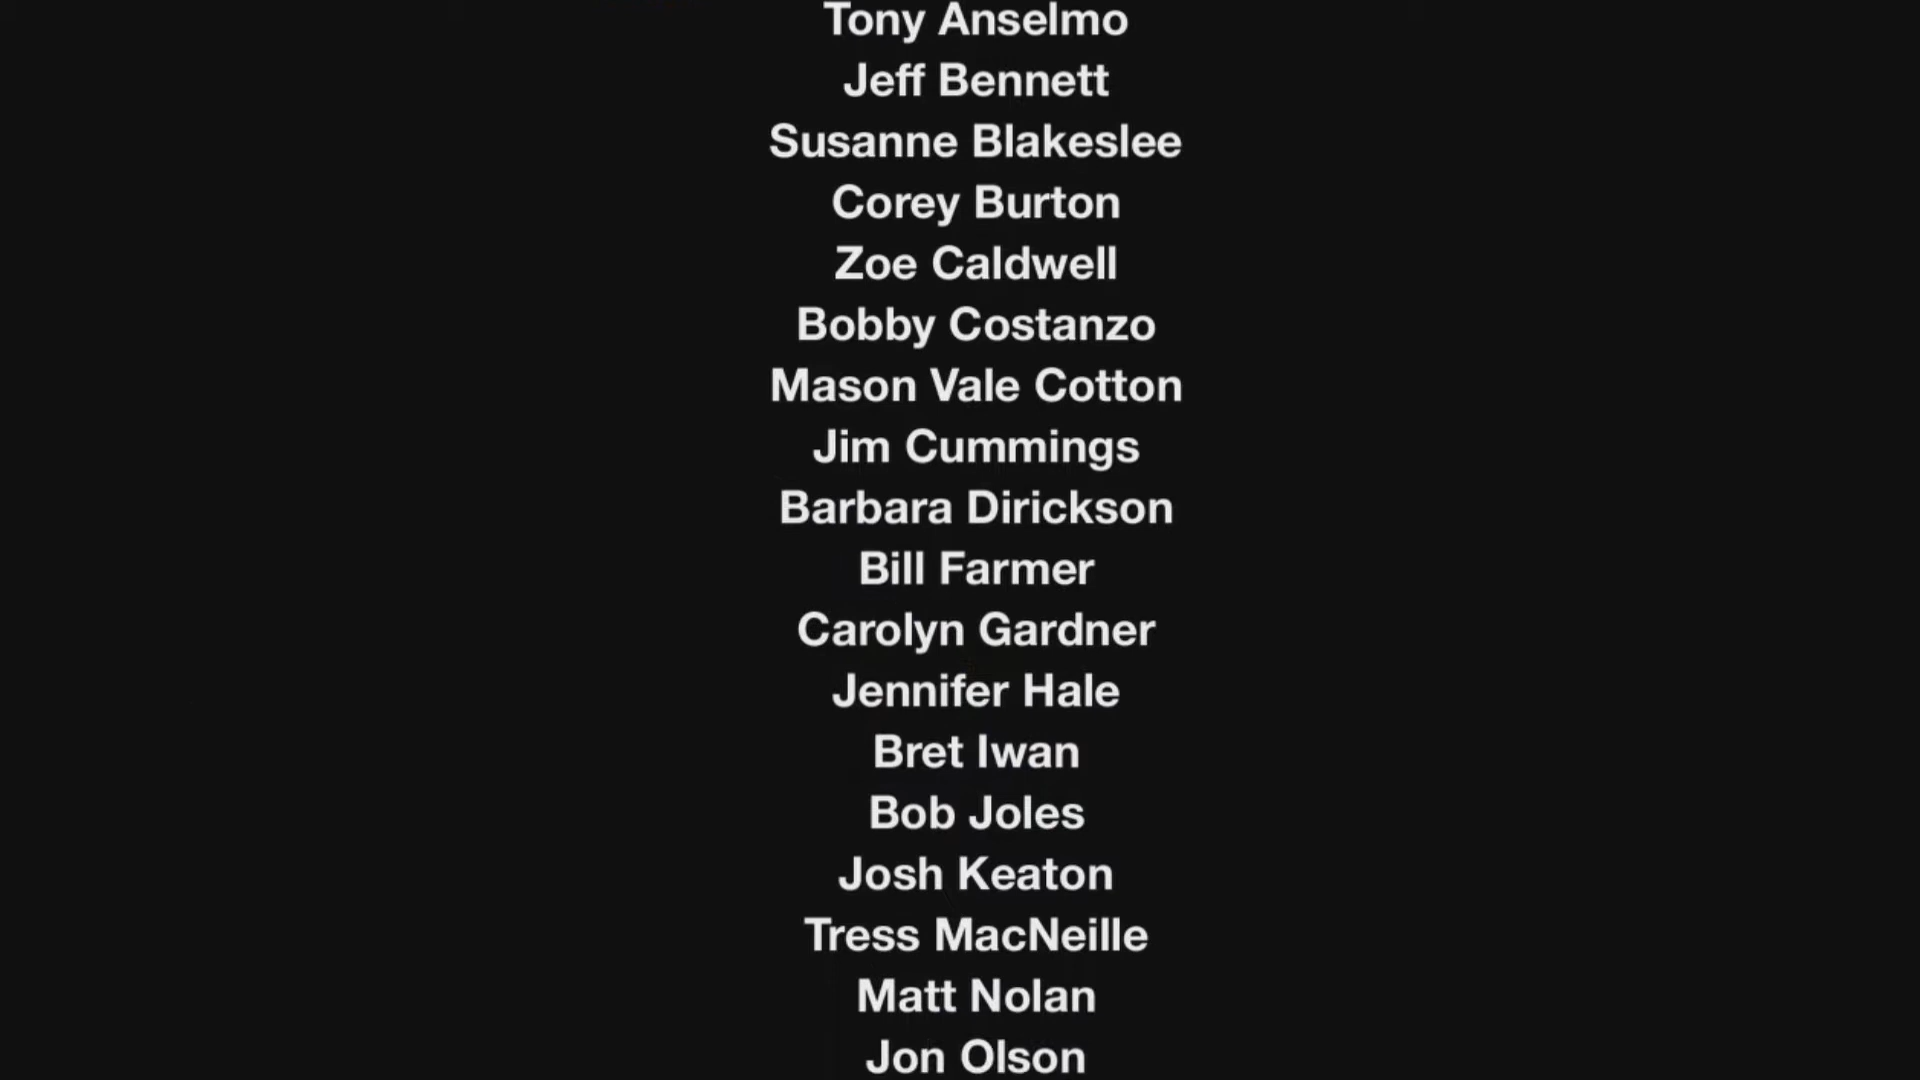 Tony Anselmo
Jeff Bennett
Susanne Blakeslee
Corey Burton
Zoe Caldwell
Bobby Costanzo
Mason Vale Cotton
Jim Cummings
Barbara Dirickson
Bill Farmer
Carolyn Gardner
Jennifer Hale
Bret Iwan
Bob Joles
Josh Keaton
Tress MacNeille
Matt Nolan
Jon Olson